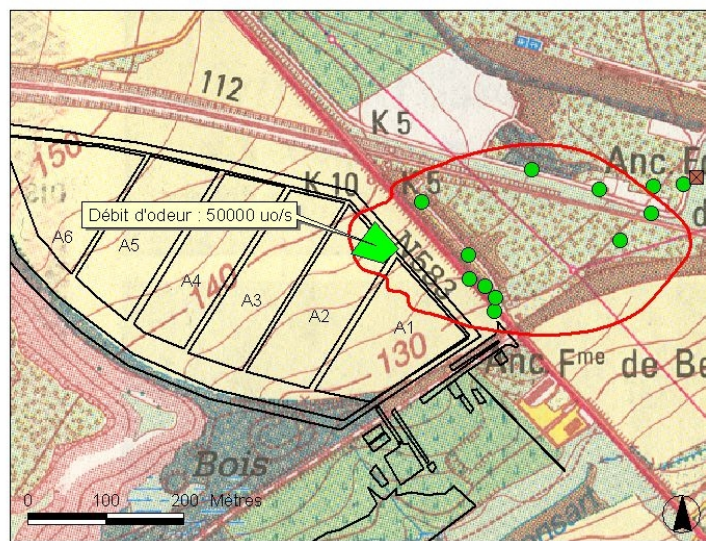 112
K 5
150
K 10
K 5
Anc.
Débit d'odeur : 50000 uo/s
d
A6
A5
N583
A4
140
A3
A2
A1
130
Anc. Fme de Be
Bois
0 100 200 Mètres